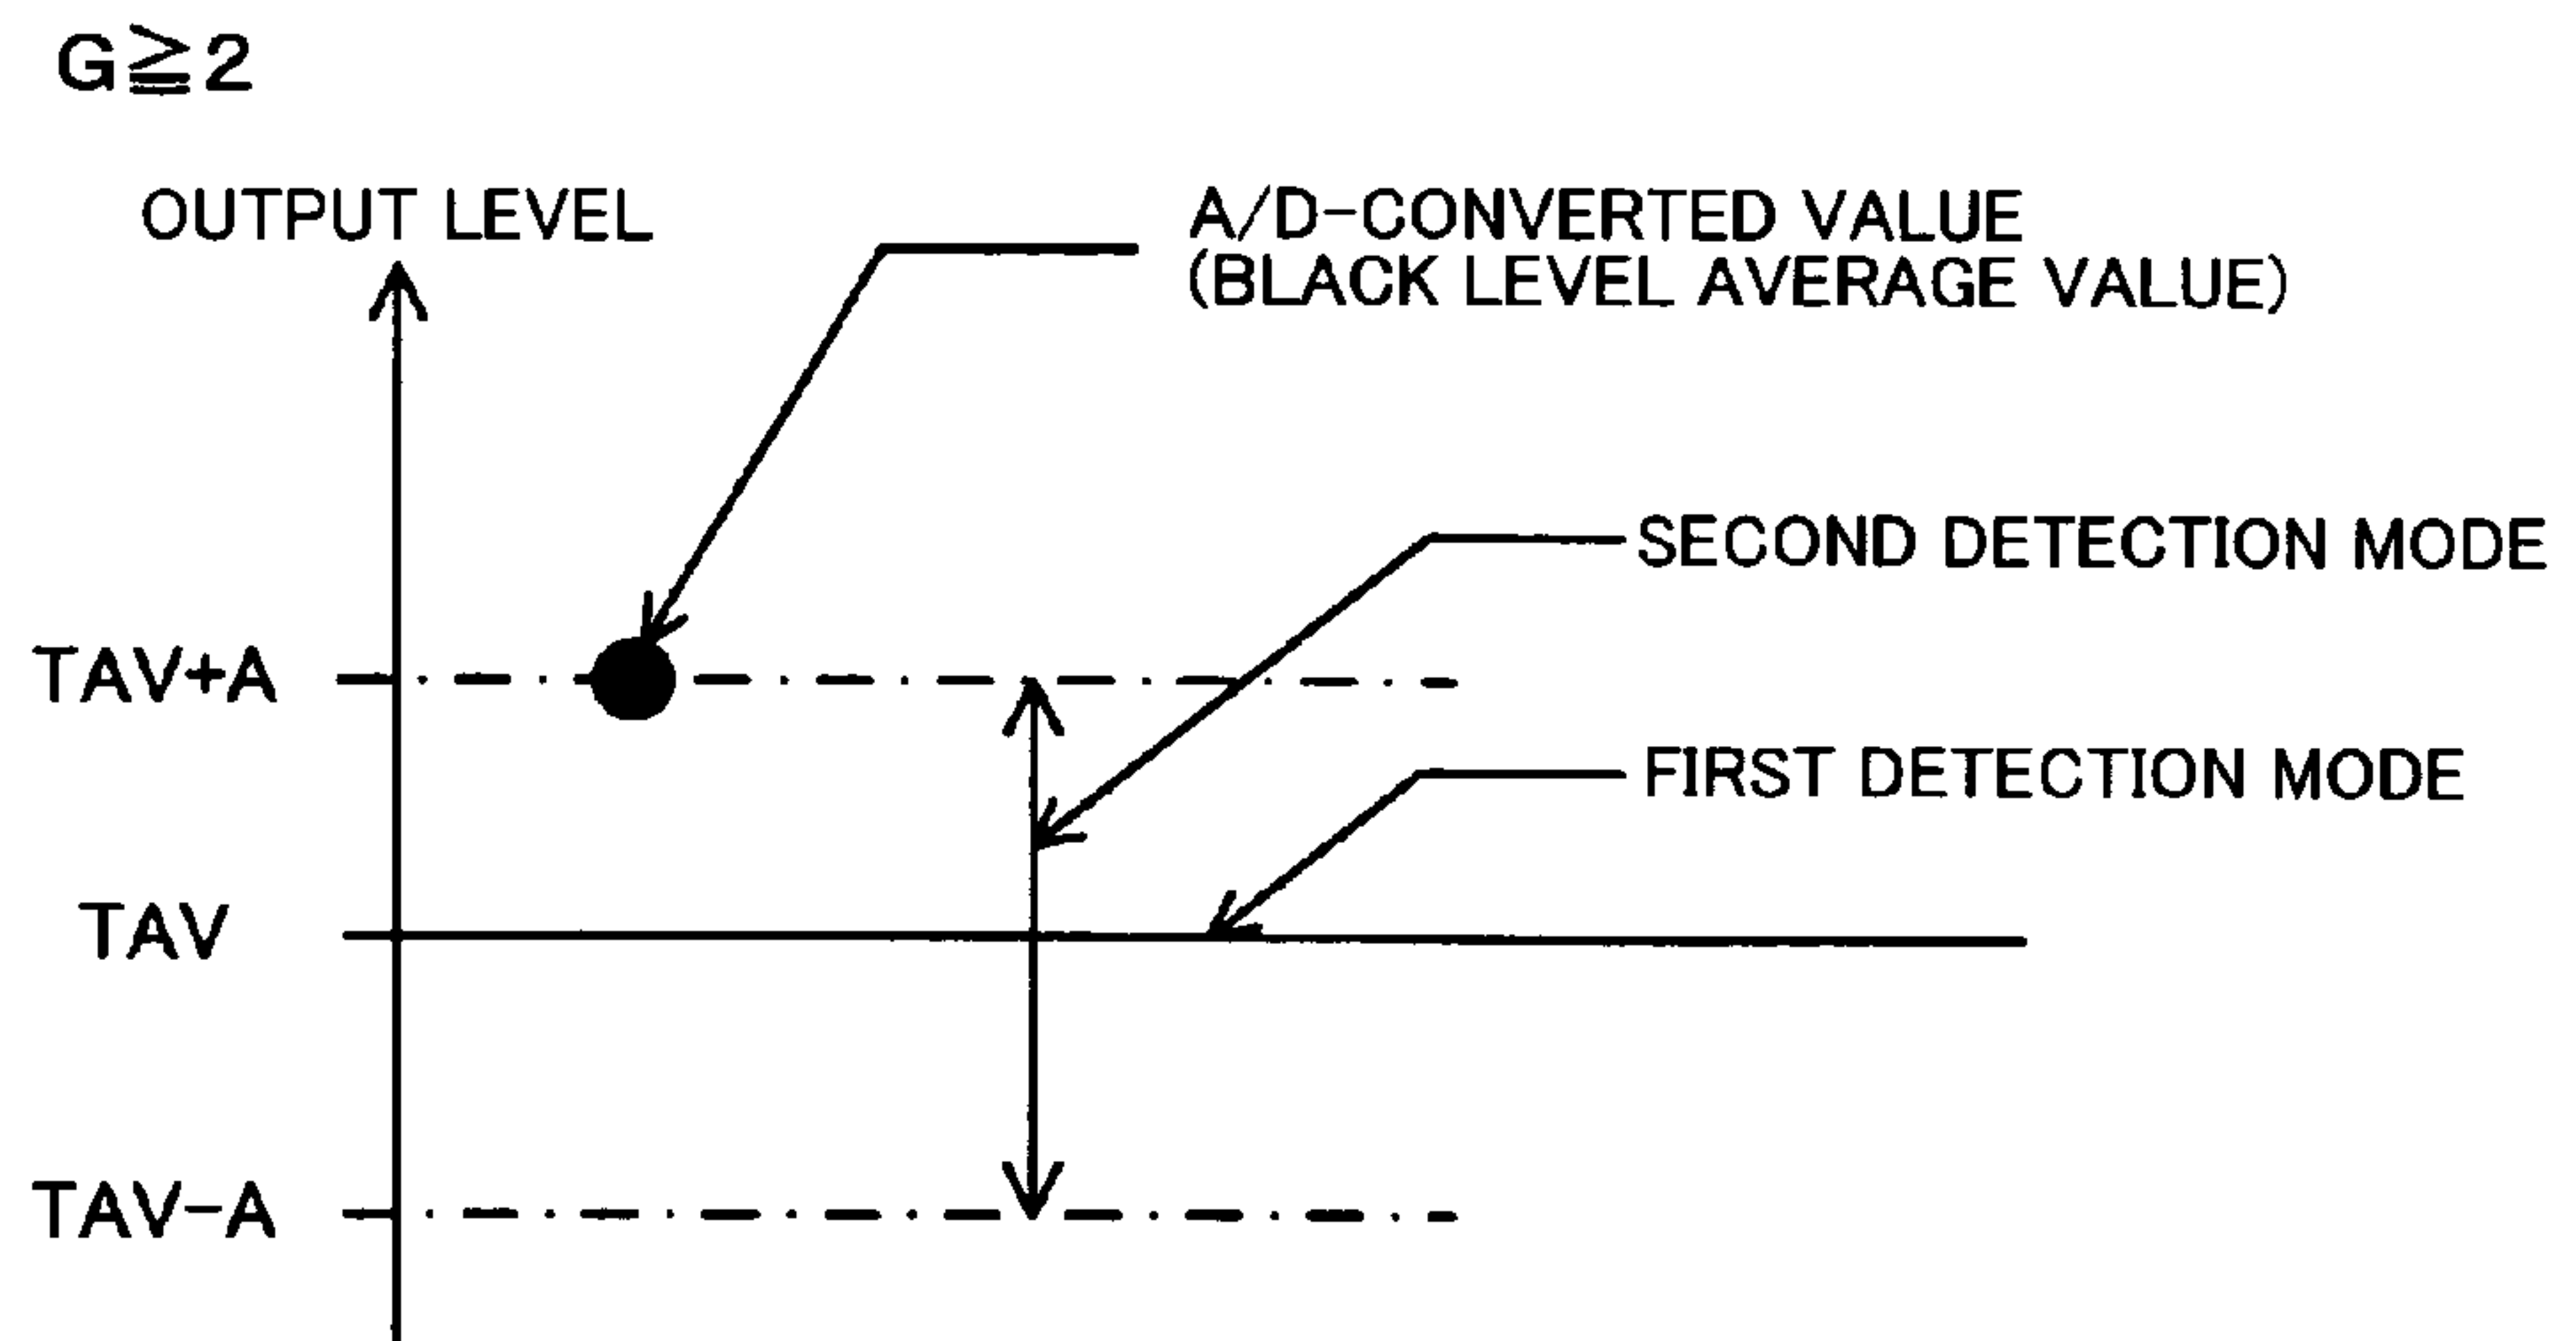 G≧2
OUTPUT LEVEL
A/D-CONVERTED VALUE
(BLACK LEVEL AVERAGE VALUE)
SECOND DETECTION MODE
TAV+A
FIRST DETECTION MODE
TAV
TAV-A